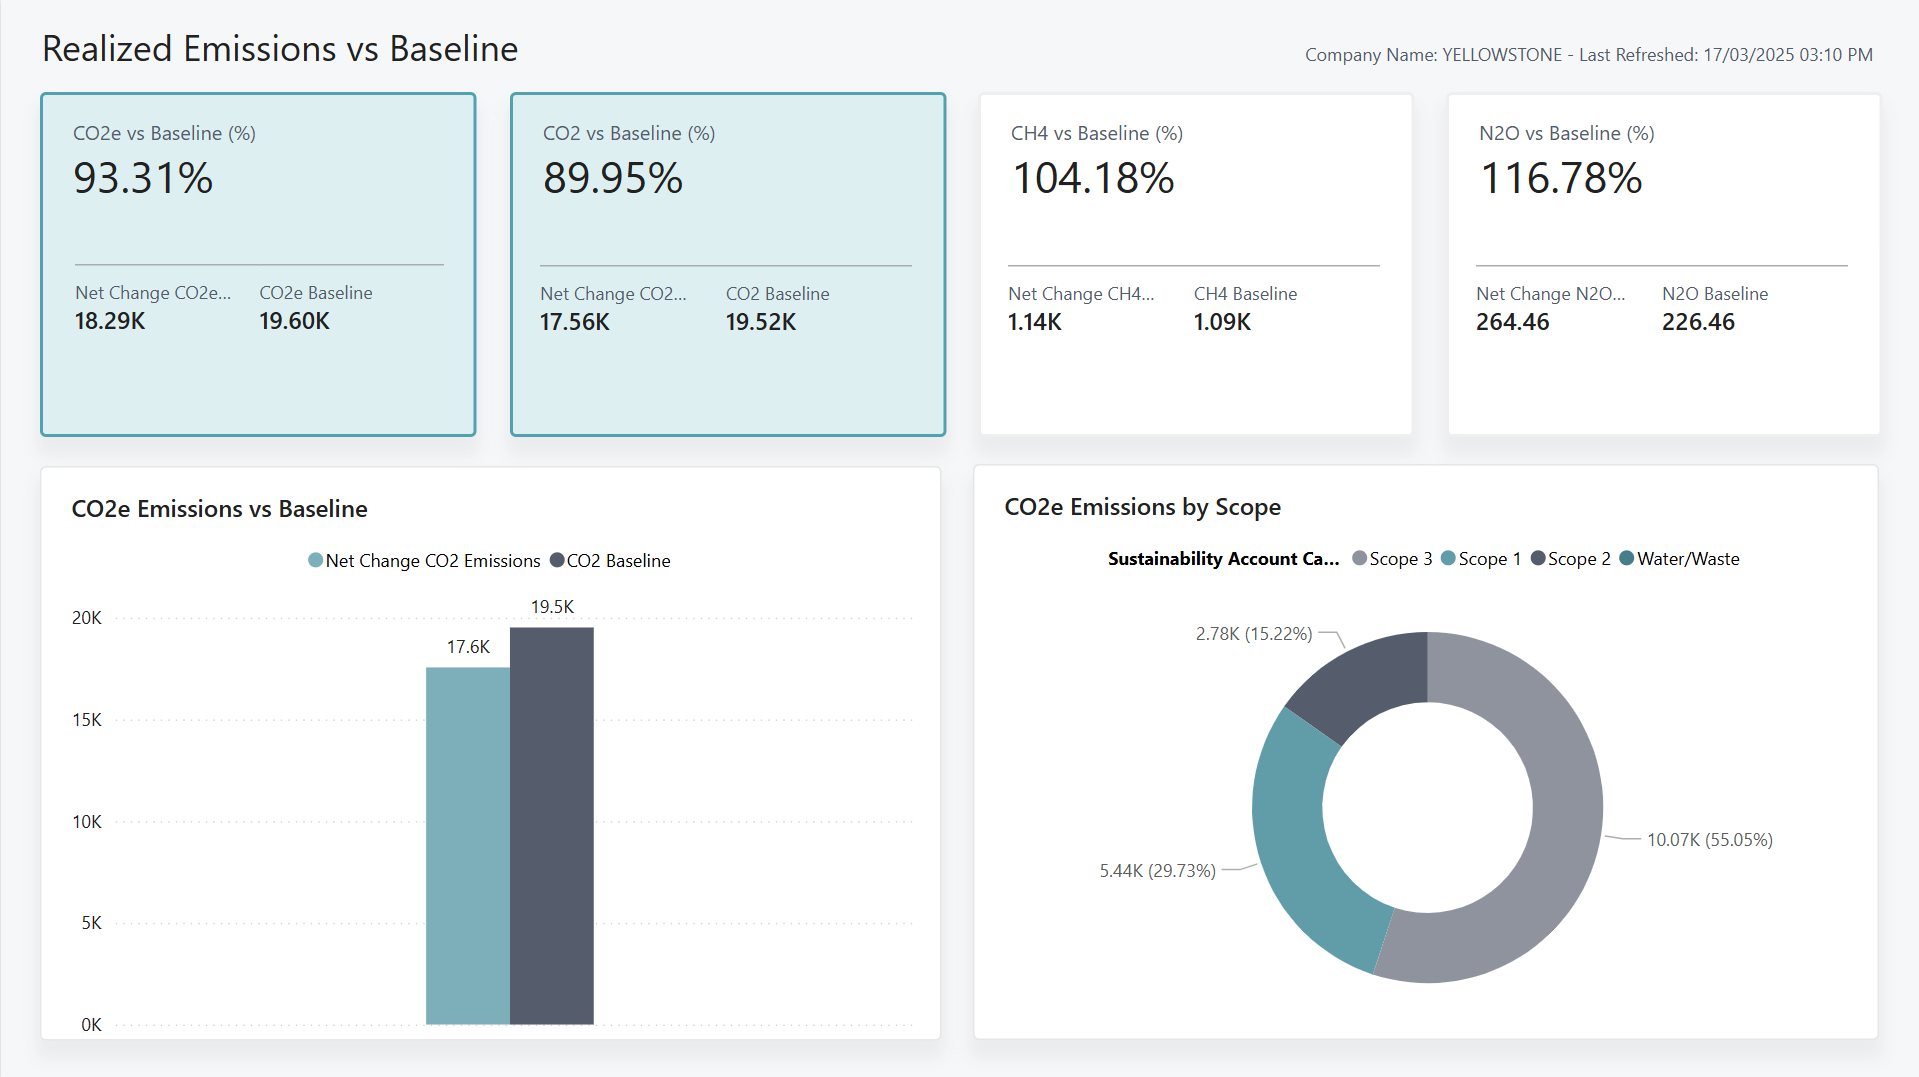 Realized Emissions vs Baseline
Company Name: YELLOWSTONE - Last Refreshed: 17/03/2025 03:10 PM
CO2e vs Baseline (%)
93.31%
Net Change CO2e... CO2e Baseline
18.29K 19.60K
CO2 vs Baseline (%)
89.95%
Net Change CO2... CO2 Baseline
17.56K 19.52K
CH4 vs Baseline (%)
104.18%
Net Change CH4... CH4 Baseline
1.14K 1.09K
N2O vs Baseline (%)
116.78%
Net Change N2O... N2O Baseline
264.46 226.46
CO2e Emissions vs Baseline
Net Change CO2 Emissions CO2 Baseline
20K
15K
10K
5K
0K
17.6K
19.5K
CO2e Emissions by Scope
Sustainability Account Ca... Scope 3 Scope 1 Scope 2 Water/Waste
2.78K (15.22%)
10.07K (55.05%)
5.44K (29.73%)